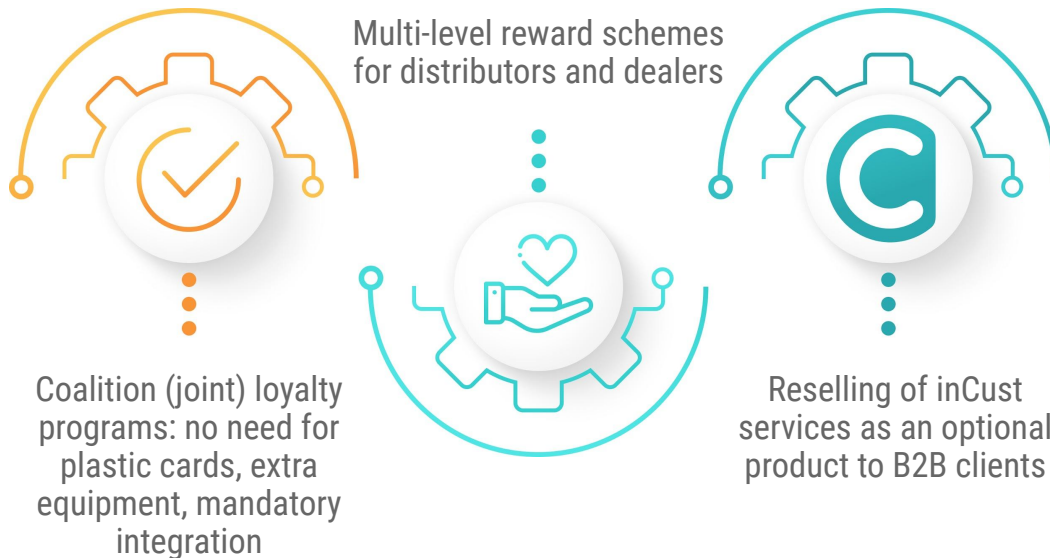 Multi-level reward schemes
for distributors and dealers
Coalition (joint) loyalty
programs: no need for
plastic cards, extra
equipment, mandatory
integration
Reselling of inCust
services as an optional
product to B2B clients